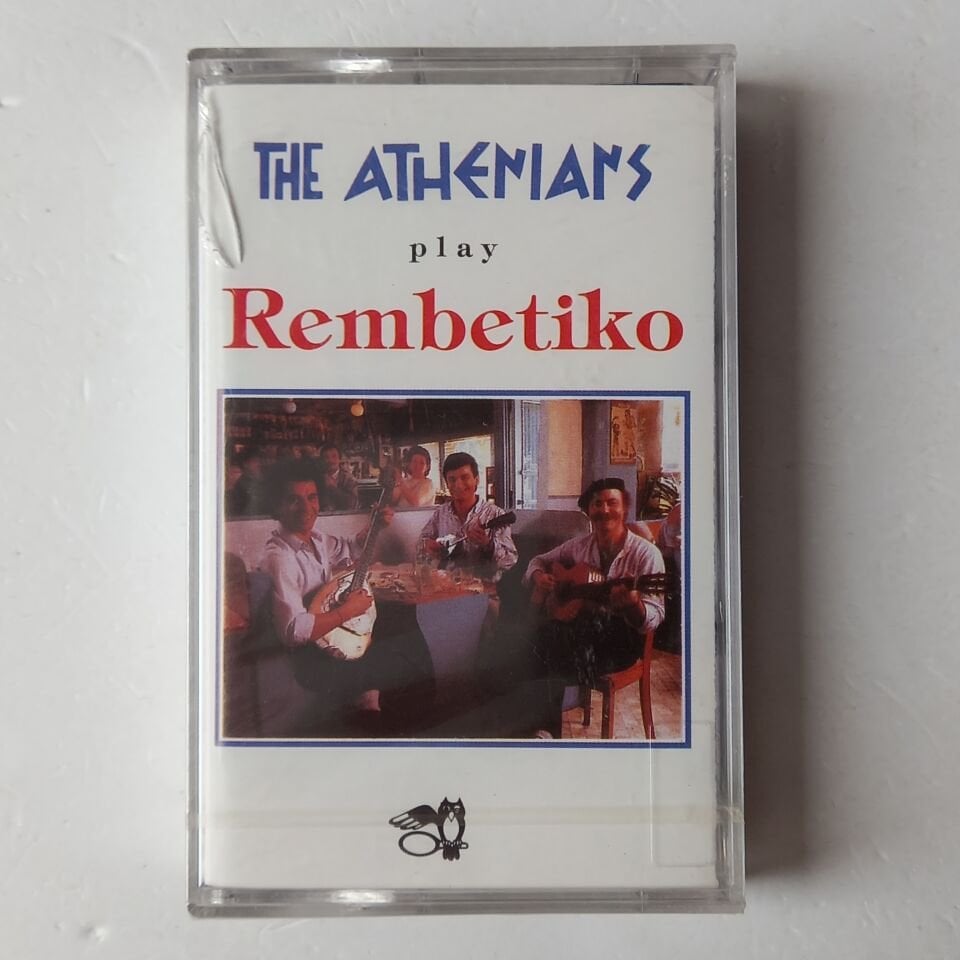 THE ATHENIANS
play
Rembetiko